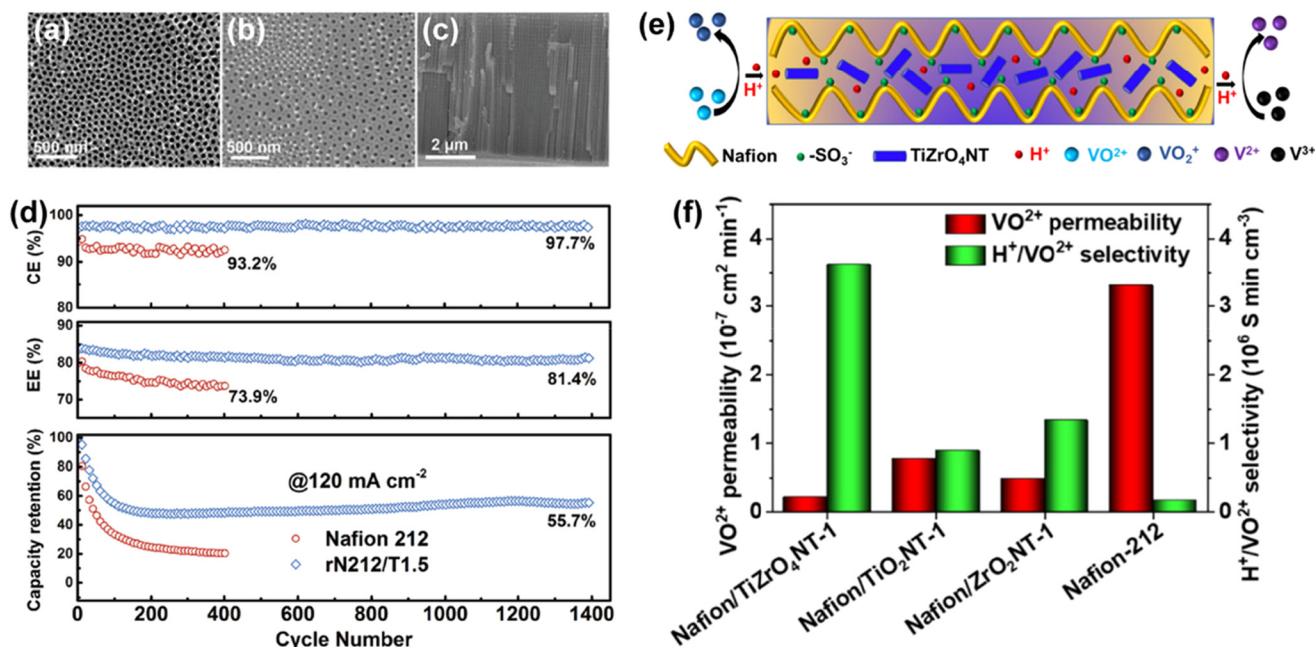 (a)
500 nm
(b)
500 nm
(c)
2 μm
(d)
CE (%)
100
90
80
97.7%
93.2%
EE (%)
90
80
70
81.4%
73.9%
Capacity retention (%)
100
80
60
40
20
0
@120 mA cm⁻²
55.7%
Nafion 212
rN212/T1.5
0 200 400 600 800 1000 1200 1400
Cycle Number
(e)
VO₂⁺
V²⁺
H⁺
H⁺
VO²⁺
V³⁺
Nafion -SO₃⁻ TiZrO₄NT H⁺ VO²⁺ VO₂⁺ V²⁺ V³⁺
(f)
VO²⁺ permeability
H⁺/VO²⁺ selectivity
VO²⁺ permeability (10⁻⁷ cm² min⁻¹)
4
3
2
1
0
H⁺/VO²⁺ selectivity (10⁶ S min cm⁻³)
4
3
2
1
0
Nafion/TiZrO₄NT-1
Nafion/TiO₂NT-1
Nafion/ZrO₂NT-1
Nafion-212